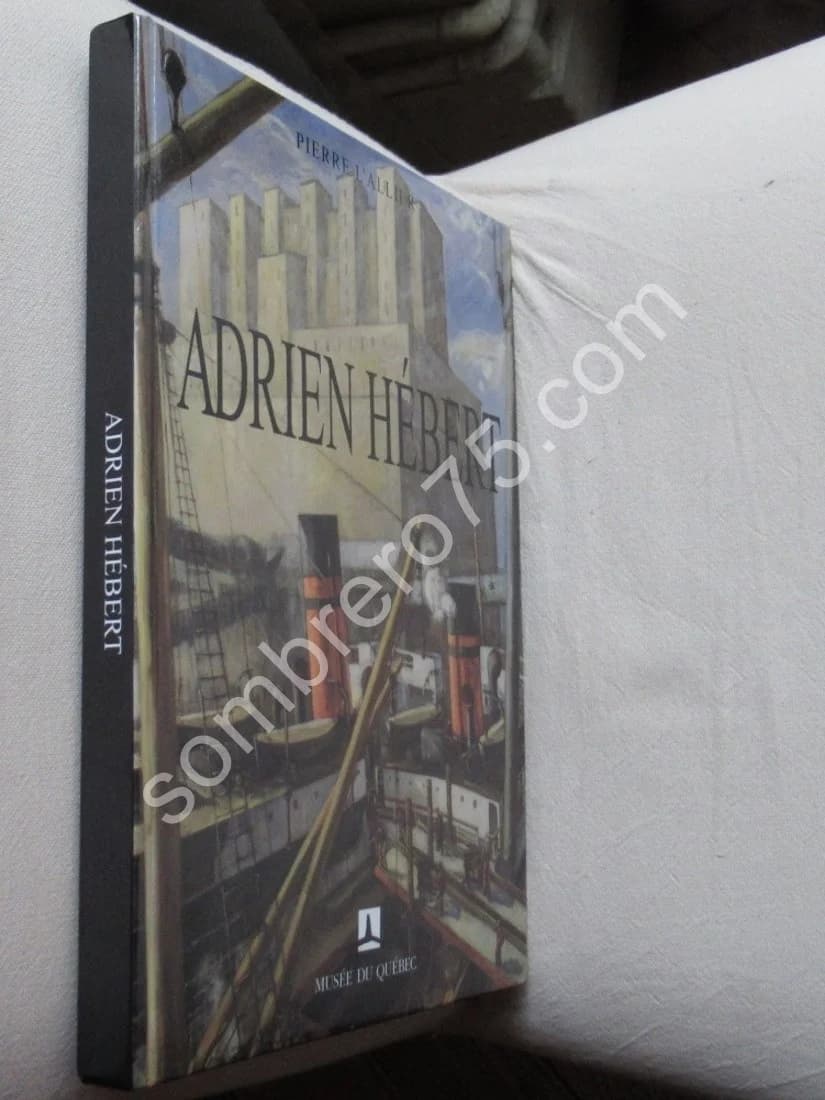 PIERRE L'ALLIER
ADRIEN HÉBERT
ADRIEN HÉBERT
MUSÉE DU QUÉBEC
sombrero75.com